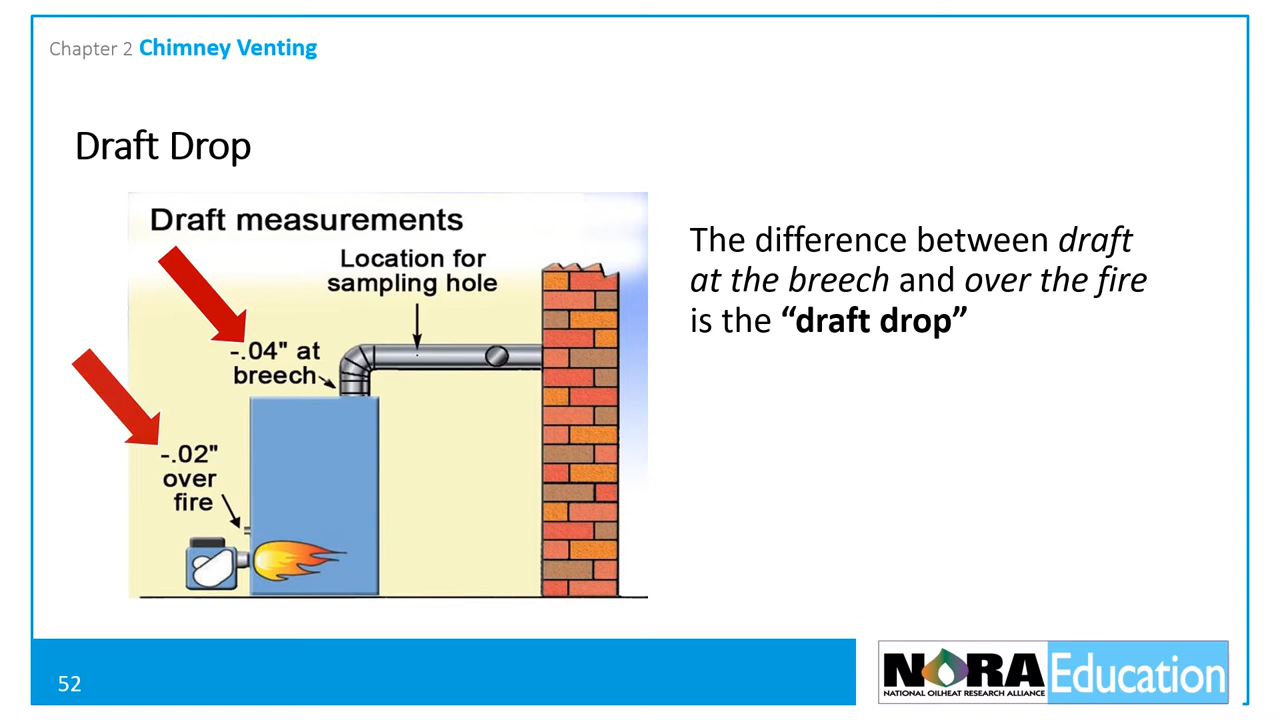 Chapter 2 Chimney Venting
Draft Drop
Draft measurements
Location for
sampling hole
-.04" at
breech
-.02"
over
fire
The difference between draft
at the breech and over the fire
is the “draft drop”
52
NORA Education
NATIONAL OILHEAT RESEARCH ALLIANCE